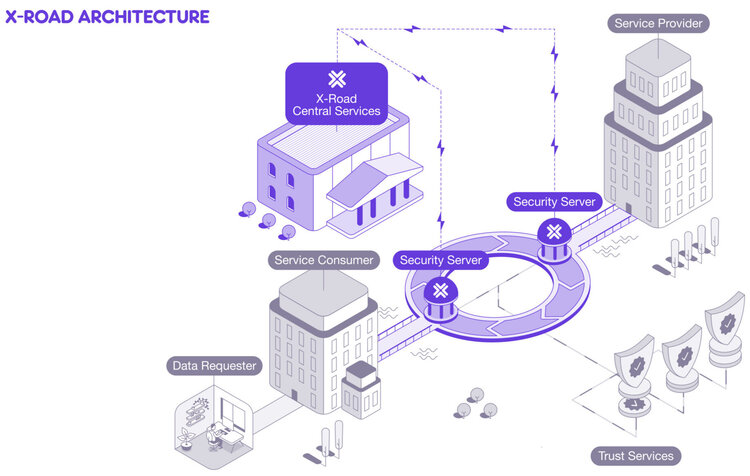 X-ROAD ARCHITECTURE
Service Provider
X-Road
Central Services
Security Server
Service Consumer
Security Server
Data Requester
Trust Services